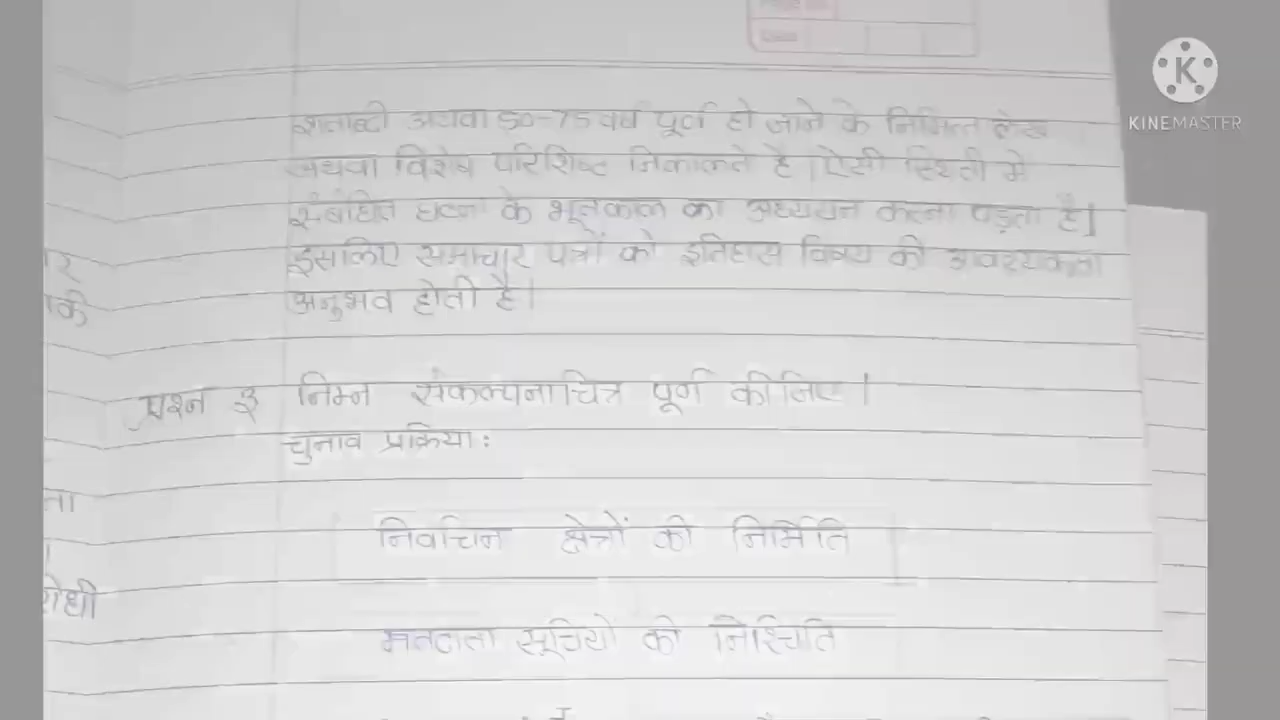 शताब्दी अथवा 50-75 वर्ष पूर्ण हो जाने के निमित्त लेख
अथवा विशेष परिशिष्ट निकालते है। ऐसी स्थिती मे
संबंधित घटना के भूतकाल का अध्ययन करना पड़ता है।
इसलिए समाचार पत्रों को इतिहास विषय की आवश्यकता
अनुभव होती है।
प्रश्न 3 निम्न संकल्पनाचित्र पूर्ण कीजिए।
चुनाव प्रक्रिया:
निर्वाचन क्षेत्रों की निर्मिति
मतदाता सूचियो की निश्चिति
KINEMASTER